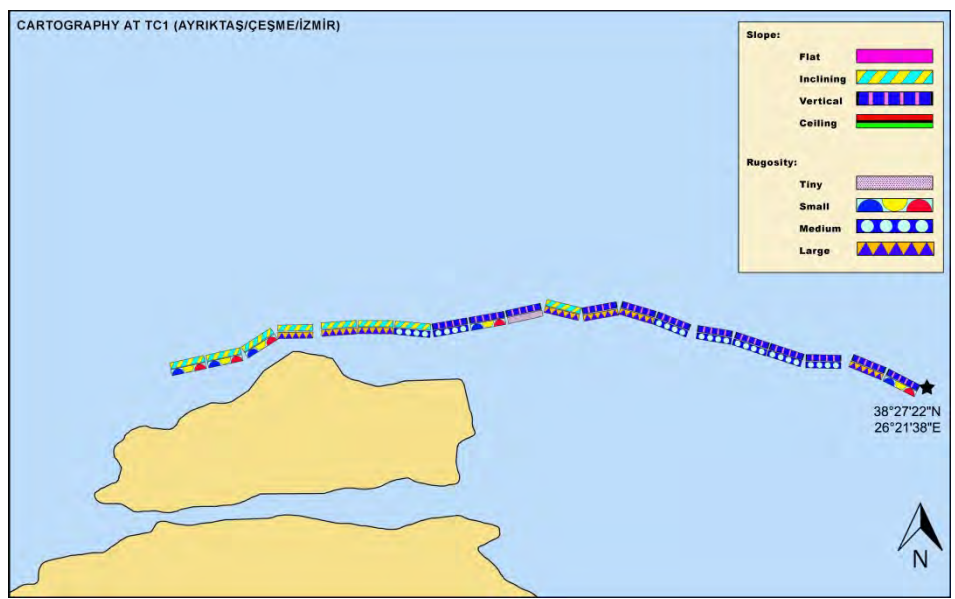 CARTOGRAPHY AT TC1 (AYRIKTAŞ/ÇEŞME/İZMİR)
Slope:
Flat
Inclining
Vertical
Ceiling
Rugosity:
Tiny
Small
Medium
Large
38°27'22"N
26°21'38"E
N